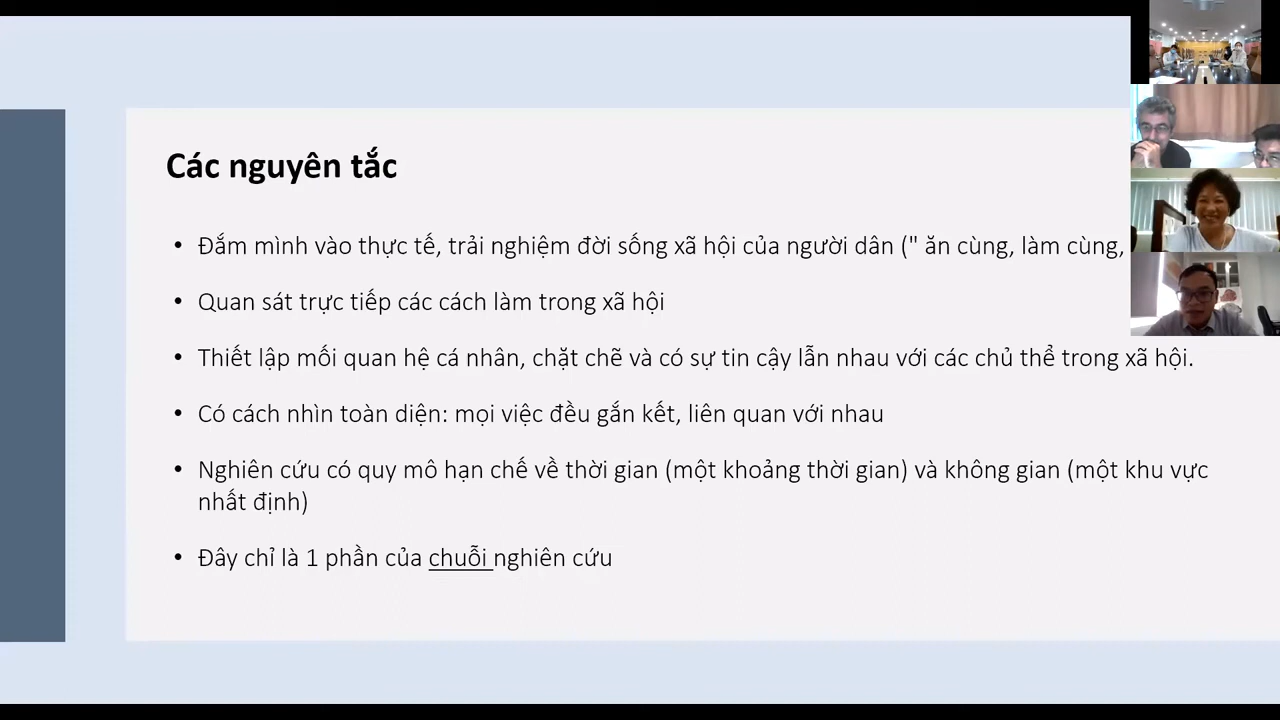 Các nguyên tắc
• Đắm mình vào thực tế, trải nghiệm đời sống xã hội của người dân (" ăn cùng, làm cùng,
• Quan sát trực tiếp các cách làm trong xã hội
• Thiết lập mối quan hệ cá nhân, chặt chẽ và có sự tin cậy lẫn nhau với các chủ thể trong xã hội.
• Có cách nhìn toàn diện: mọi việc đều gắn kết, liên quan với nhau
• Nghiên cứu có quy mô hạn chế về thời gian (một khoảng thời gian) và không gian (một khu vực
nhất định)
• Đây chỉ là 1 phần của chuỗi nghiên cứu